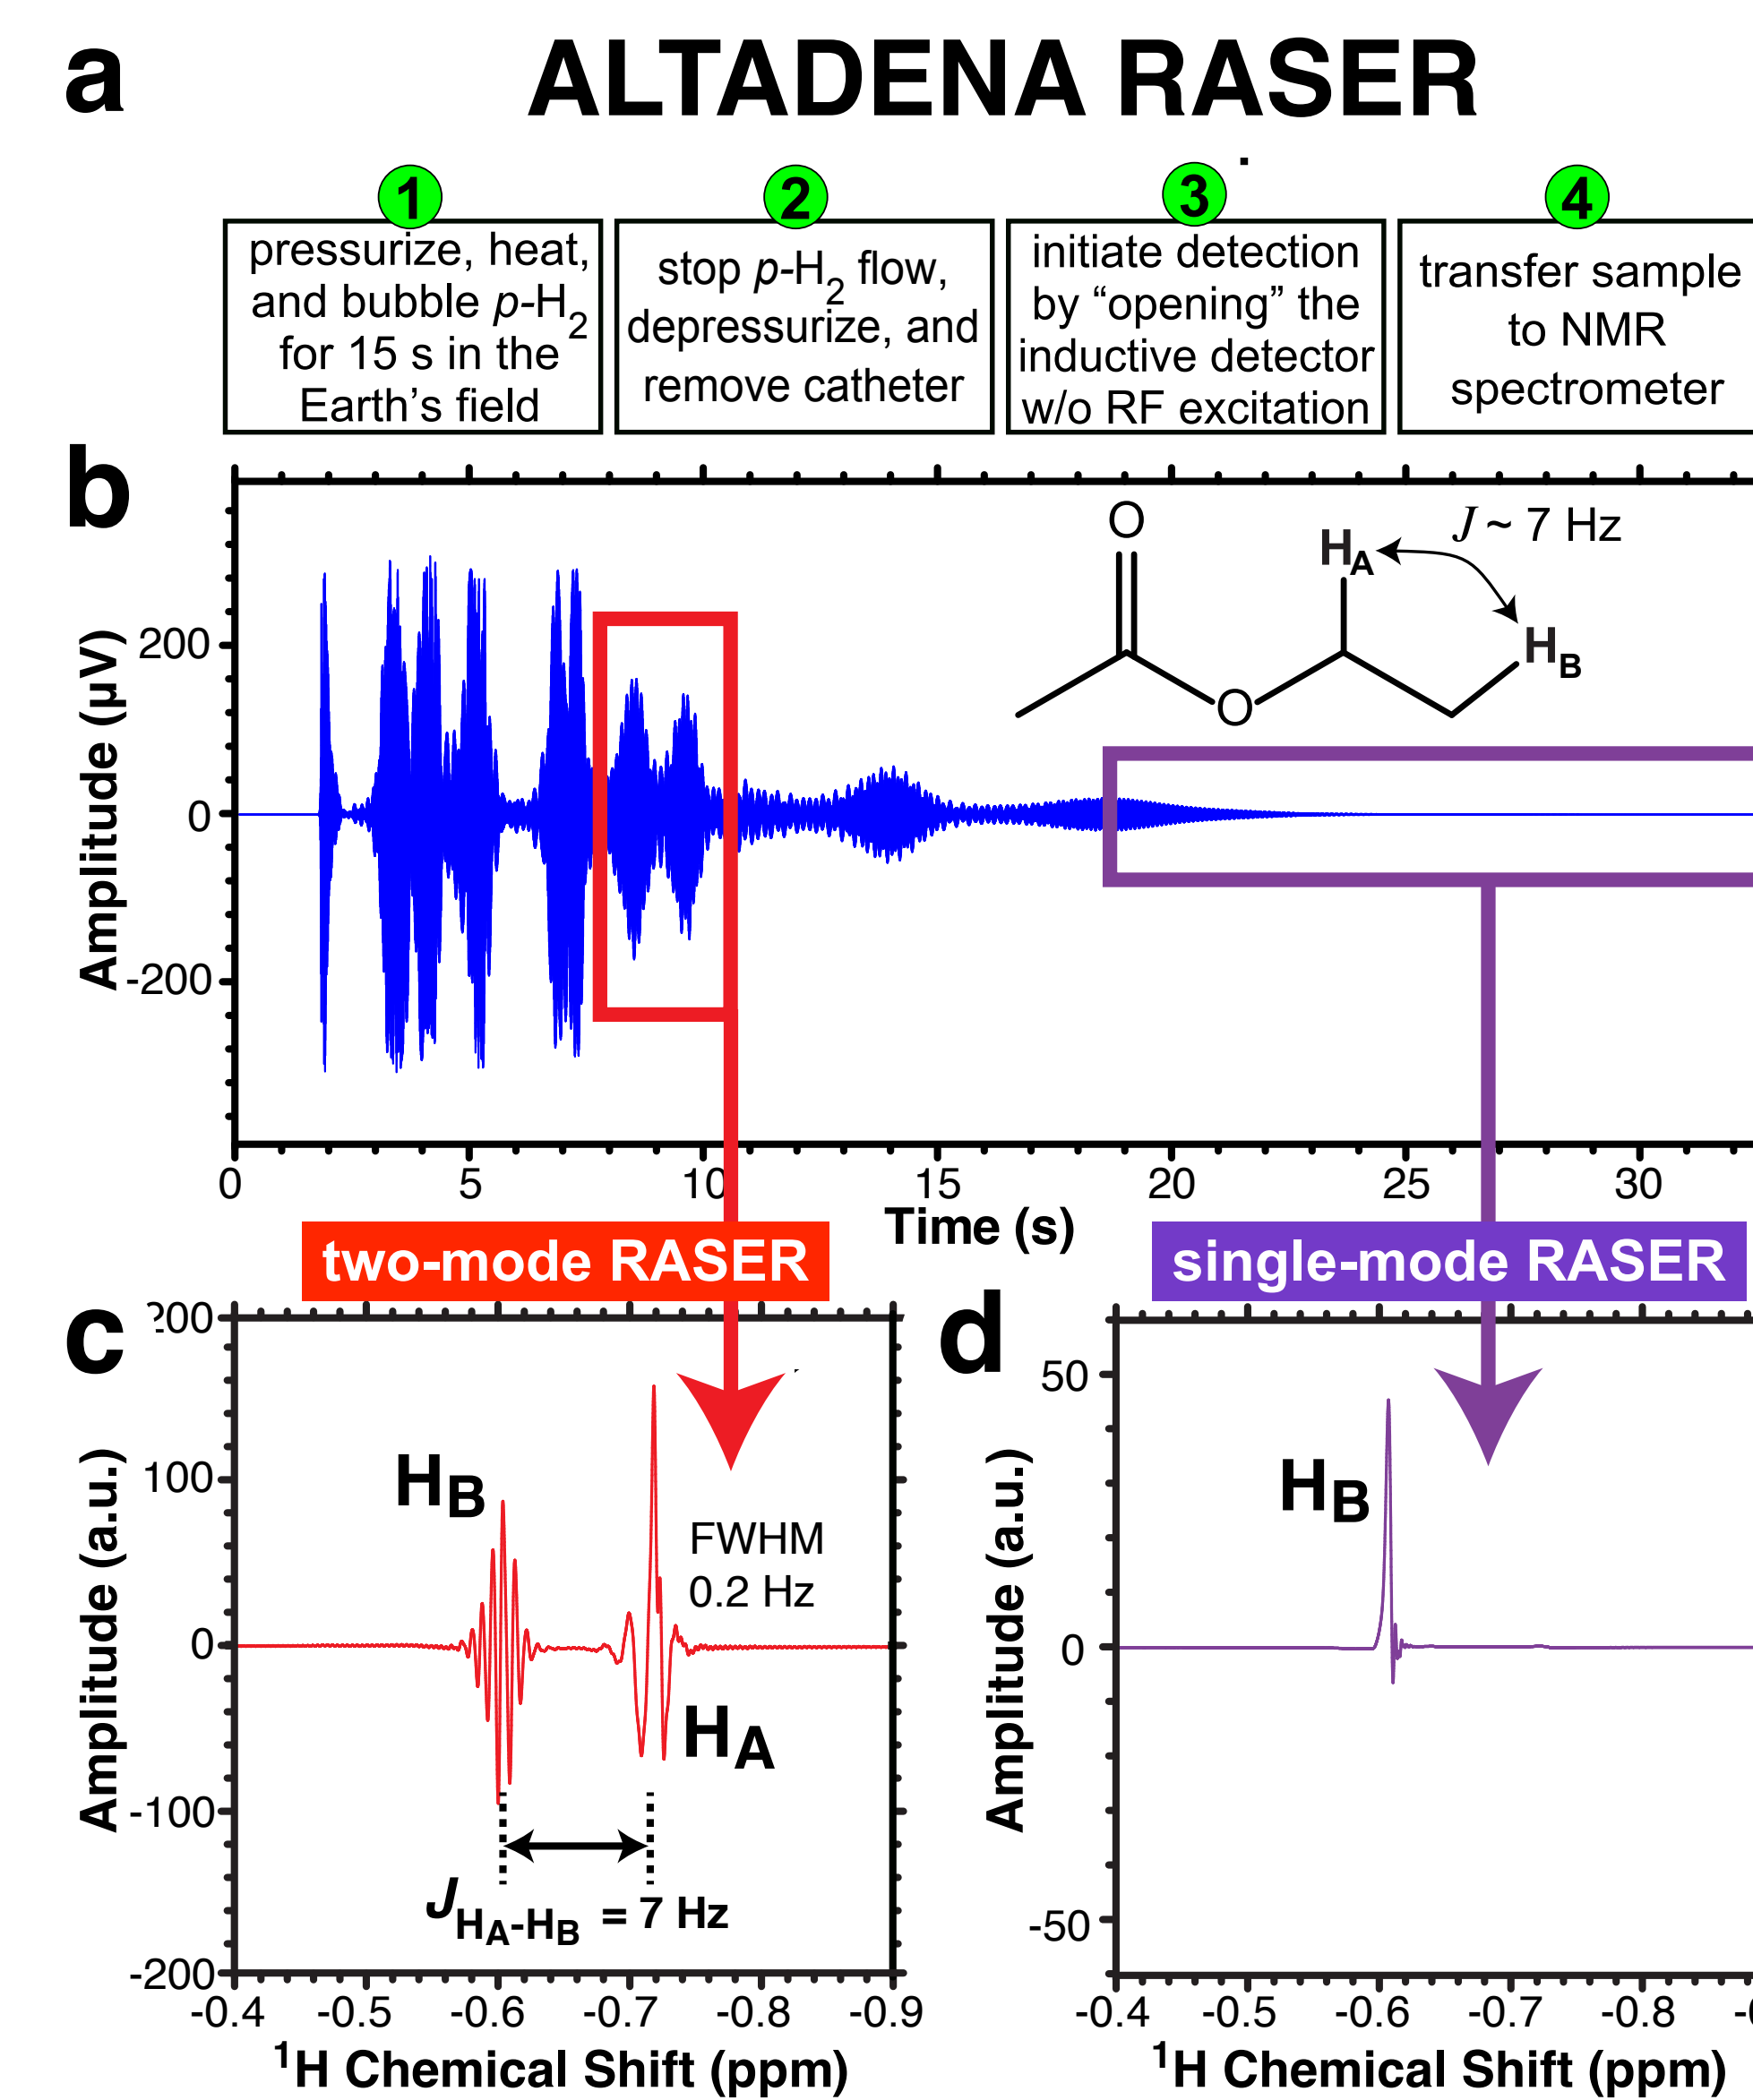 a
ALTADENA RASER
1
pressurize, heat,
and bubble p-H2
for 15 s in the
Earth's field
2
stop p-H2 flow,
depressurize, and
remove catheter
3
initiate detection
by “opening” the
inductive detector
w/o RF excitation
4
transfer sample
to NMR
spectrometer
b
Amplitude (µV)
200
0
-200
O
O
HA
HB
J ~ 7 Hz
0 5 10 15 20 25 30
Time (s)
two-mode RASER
single-mode RASER
c
Amplitude (a.u.)
200
100
0
-100
-200
HB
FWHM
0.2 Hz
HA
JHA-HB = 7 Hz
-0.4 -0.5 -0.6 -0.7 -0.8 -0.9
1H Chemical Shift (ppm)
d
Amplitude (a.u.)
50
0
-50
HB
-0.4 -0.5 -0.6 -0.7 -0.8
1H Chemical Shift (ppm)